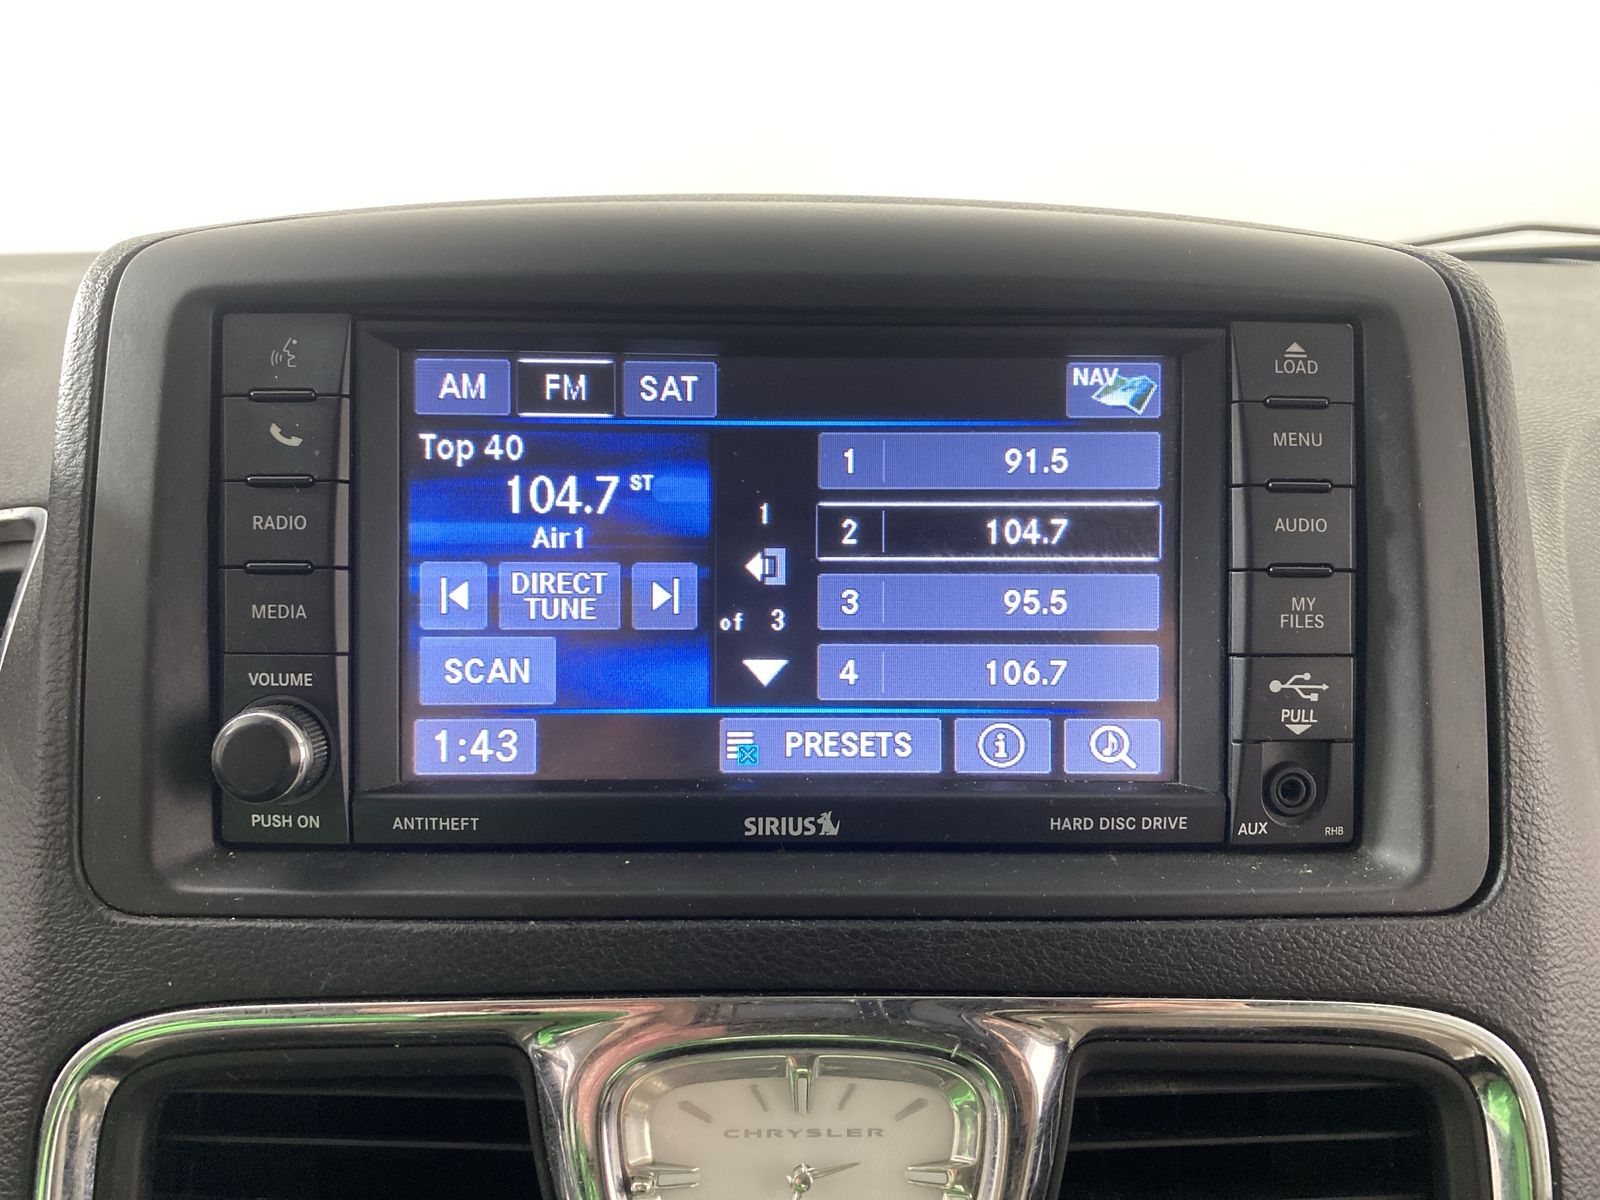 AM FM SAT NAV
Top 40
104.7 ST
Air1
DIRECT
TUNE
SCAN
1:43
1
of 3
1 91.5
2 104.7
3 95.5
4 106.7
PRESETS
i
RADIO
MEDIA
VOLUME
PUSH ON
LOAD
MENU
AUDIO
MY
FILES
PULL
AUX RHB
ANTITHEFT SIRIUS HARD DISC DRIVE
CHRYSLER